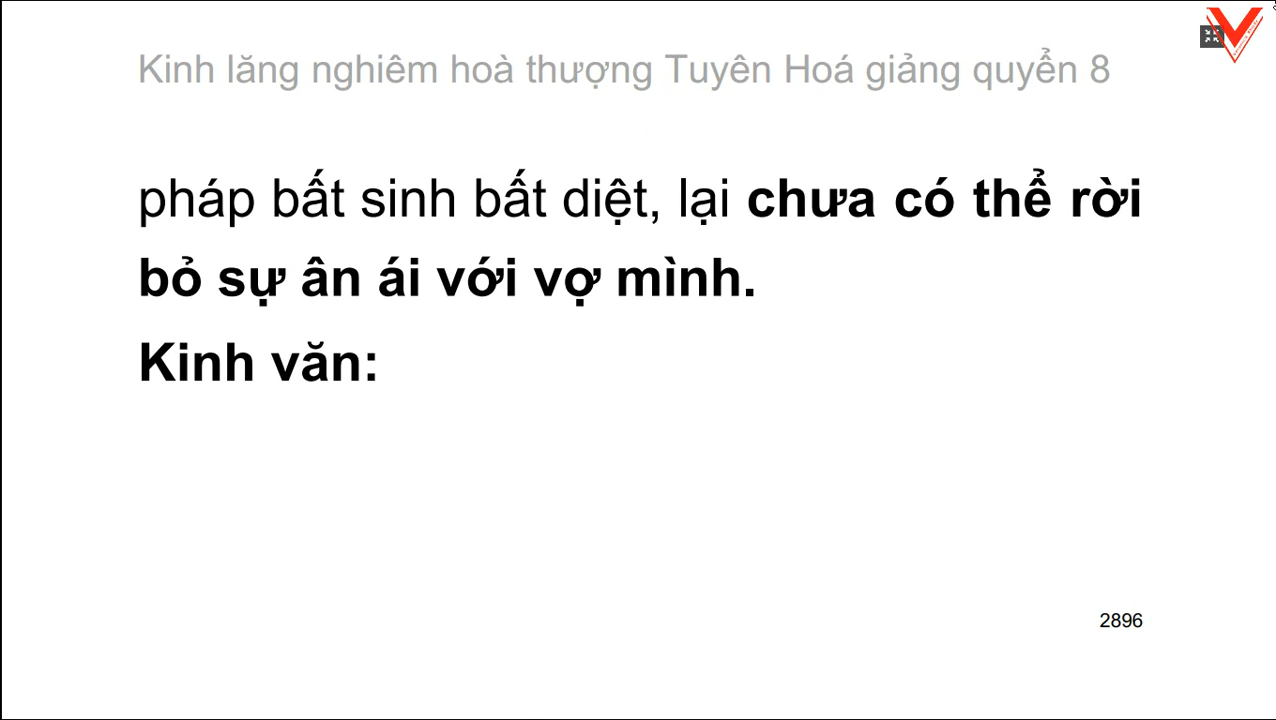 Kinh lăng nghiêm hoà thượng Tuyên Hoá giảng quyển 8
pháp bất sinh bất diệt, lại chưa có thể rời
bỏ sự ân ái với vợ mình.
Kinh văn:
2896